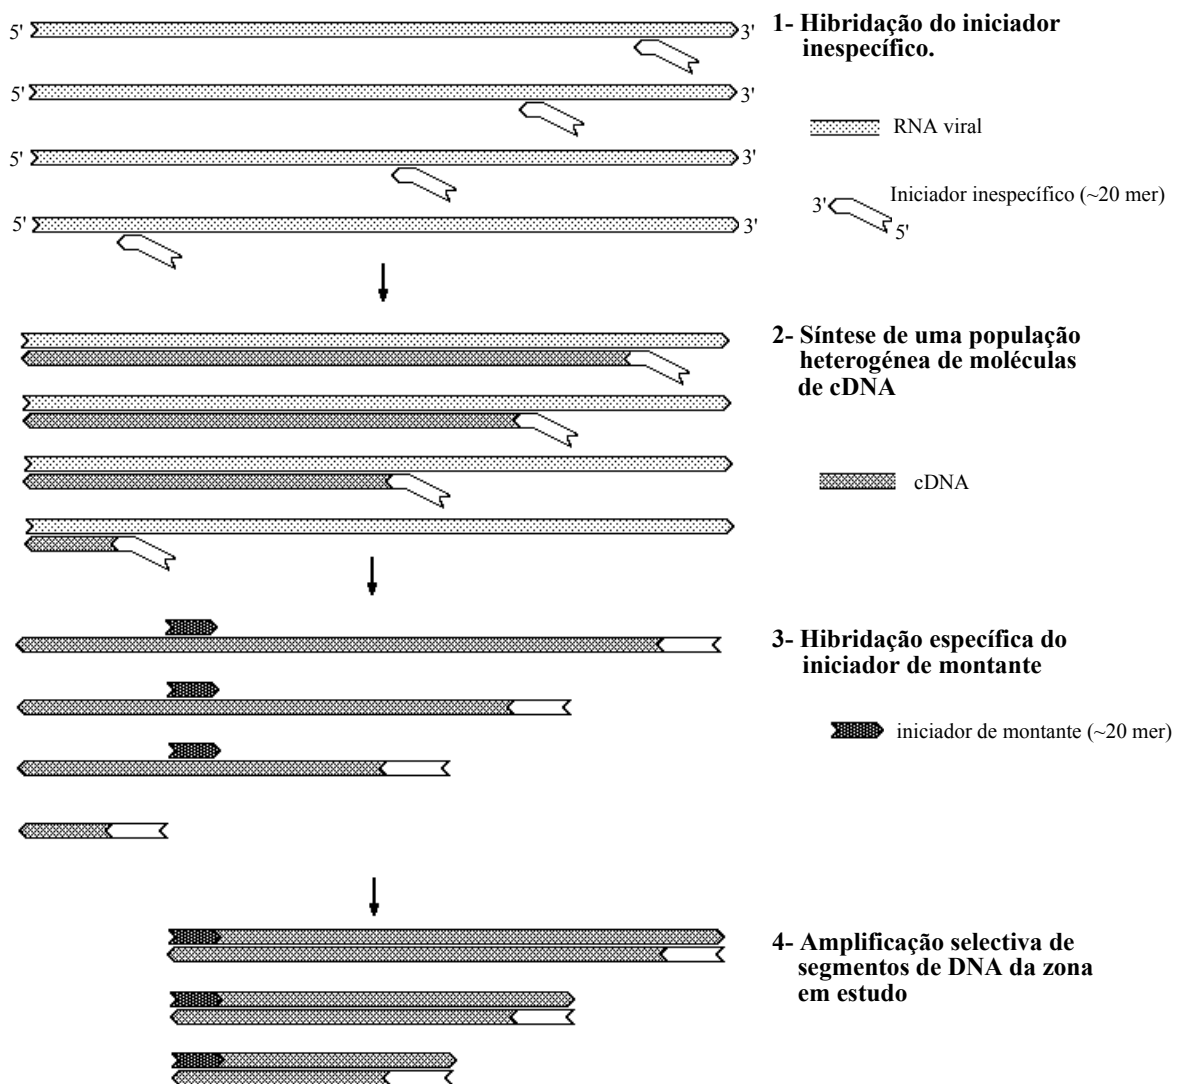 5' 3'
1- Hibridação do iniciador
inespecífico.
5' 3'
RNA viral
5' 3'
Iniciador inespecífico (~20 mer)
3'
5'
5' 3'
2- Síntese de uma população
heterogénea de moléculas
de cDNA
cDNA
3- Hibridação específica do
iniciador de montante
iniciador de montante (~20 mer)
4- Amplificação selectiva de
segmentos de DNA da zona
em estudo